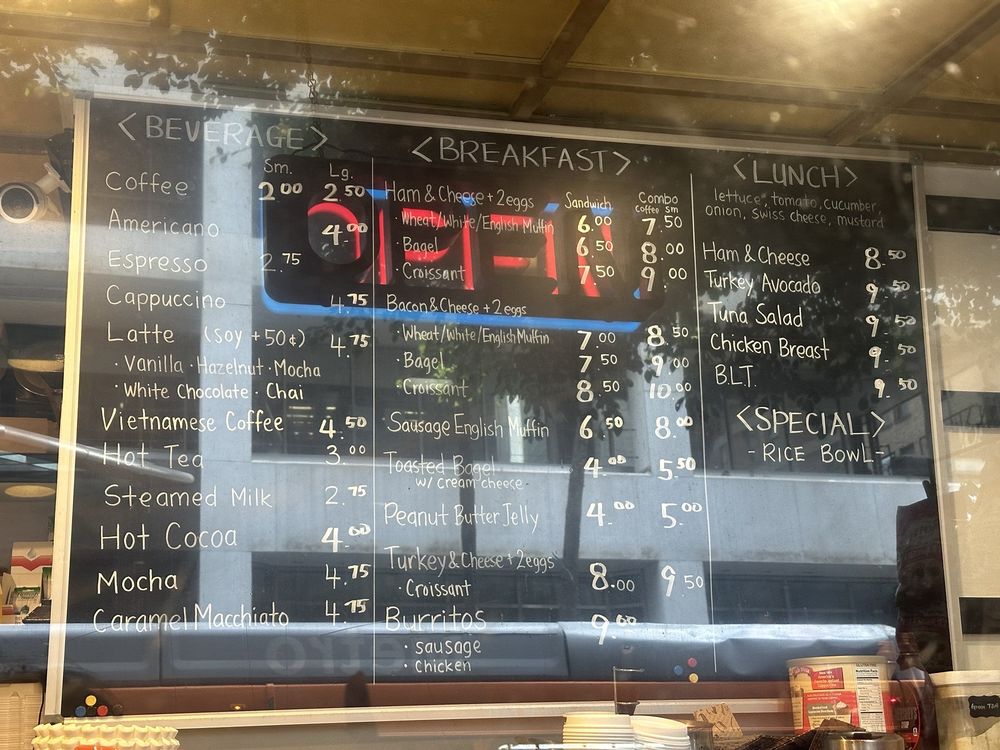 <BEVERAGE>
Sm. Lg.
Coffee 2.00 2.50
Americano 4.00
Espresso 2.75
Cappuccino 4.75
Latte (soy +50¢) 4.75
· Vanilla · Hazelnut · Mocha
· White Chocolate · Chai
Vietnamese Coffee 4.50
Hot Tea 3.00
Steamed Milk 2.75
Hot Cocoa 4.00
Mocha 4.75
Caramel Macchiato 4.75
<BREAKFAST>
Sandwich Combo
coffee sm
Ham & Cheese + 2eggs
· Wheat/White/English Muffin 6.00 7.50
· Bagel 6.50 8.00
· Croissant 7.50 9.00
Bacon & Cheese + 2eggs
· Wheat/White/English Muffin 7.00 8.50
· Bagel 7.50 9.00
· Croissant 8.50 10.00
Sausage English Muffin 6.50 8.00
Toasted Bagel 4.00 5.50
w/ cream cheese
Peanut Butter Jelly 4.00 5.00
Turkey & Cheese + 2eggs
· Croissant 8.00 9.50
Burritos 9.00
· sausage
· chicken
<LUNCH>
lettuce, tomato, cucumber,
onion, swiss cheese, mustard
Ham & Cheese 8.50
Turkey Avocado 9.50
Tuna Salad 9.50
Chicken Breast 9.50
B.L.T. 9.50
<SPECIAL>
- RICE BOWL -
OPEN
etro